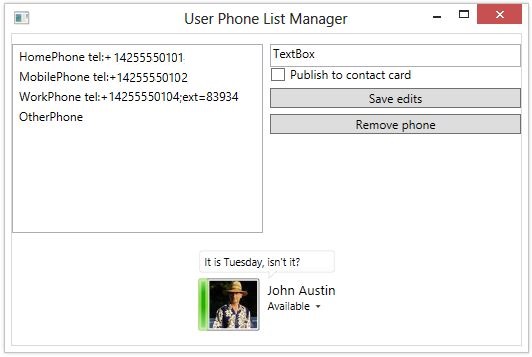 User Phone List Manager
HomePhone tel:+14255550101
MobilePhone tel:+14255550102
WorkPhone tel:+14255550104;ext=83934
OtherPhone
TextBox
Publish to contact card
Save edits
Remove phone
It is Tuesday, isn't it?
John Austin
Available